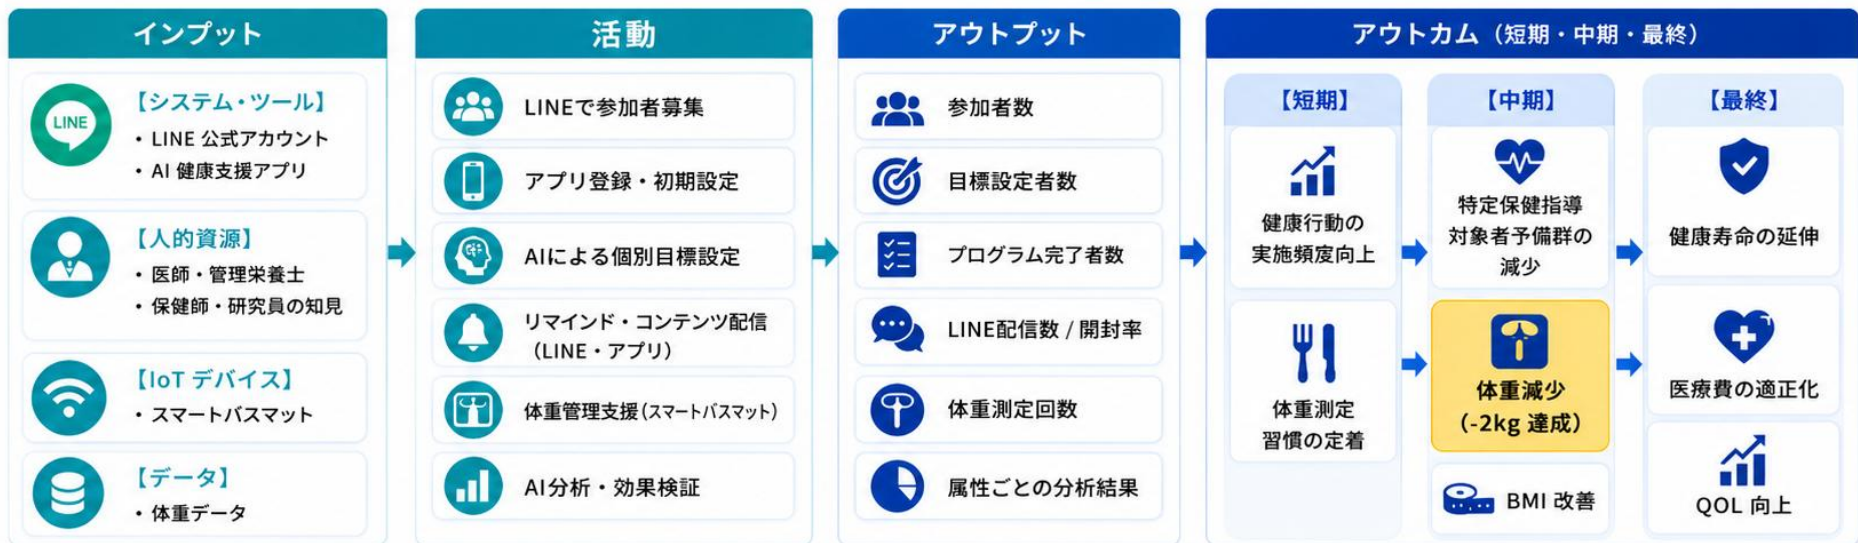 インプット
LINE
【システム・ツール】
・ LINE 公式アカウント
・ AI 健康支援アプリ
【人的資源】
・ 医師・管理栄養士
・ 保健師・研究員の知見
【IoT デバイス】
・ スマートバスマット
【データ】
・ 体重データ
活動
LINEで参加者募集
アプリ登録・初期設定
AIによる個別目標設定
リマインド・コンテンツ配信
（LINE・アプリ）
体重管理支援（スマートバスマット）
AI分析・効果検証
アウトプット
参加者数
目標設定者数
プログラム完了者数
LINE配信数 / 開封率
体重測定回数
属性ごとの分析結果
アウトカム（短期・中期・最終）
【短期】
健康行動の
実施頻度向上
体重測定
習慣の定着
【中期】
特定保健指導
対象者予備群の
減少
体重減少
（-2kg 達成）
BMI 改善
【最終】
健康寿命の延伸
医療費の適正化
QOL 向上